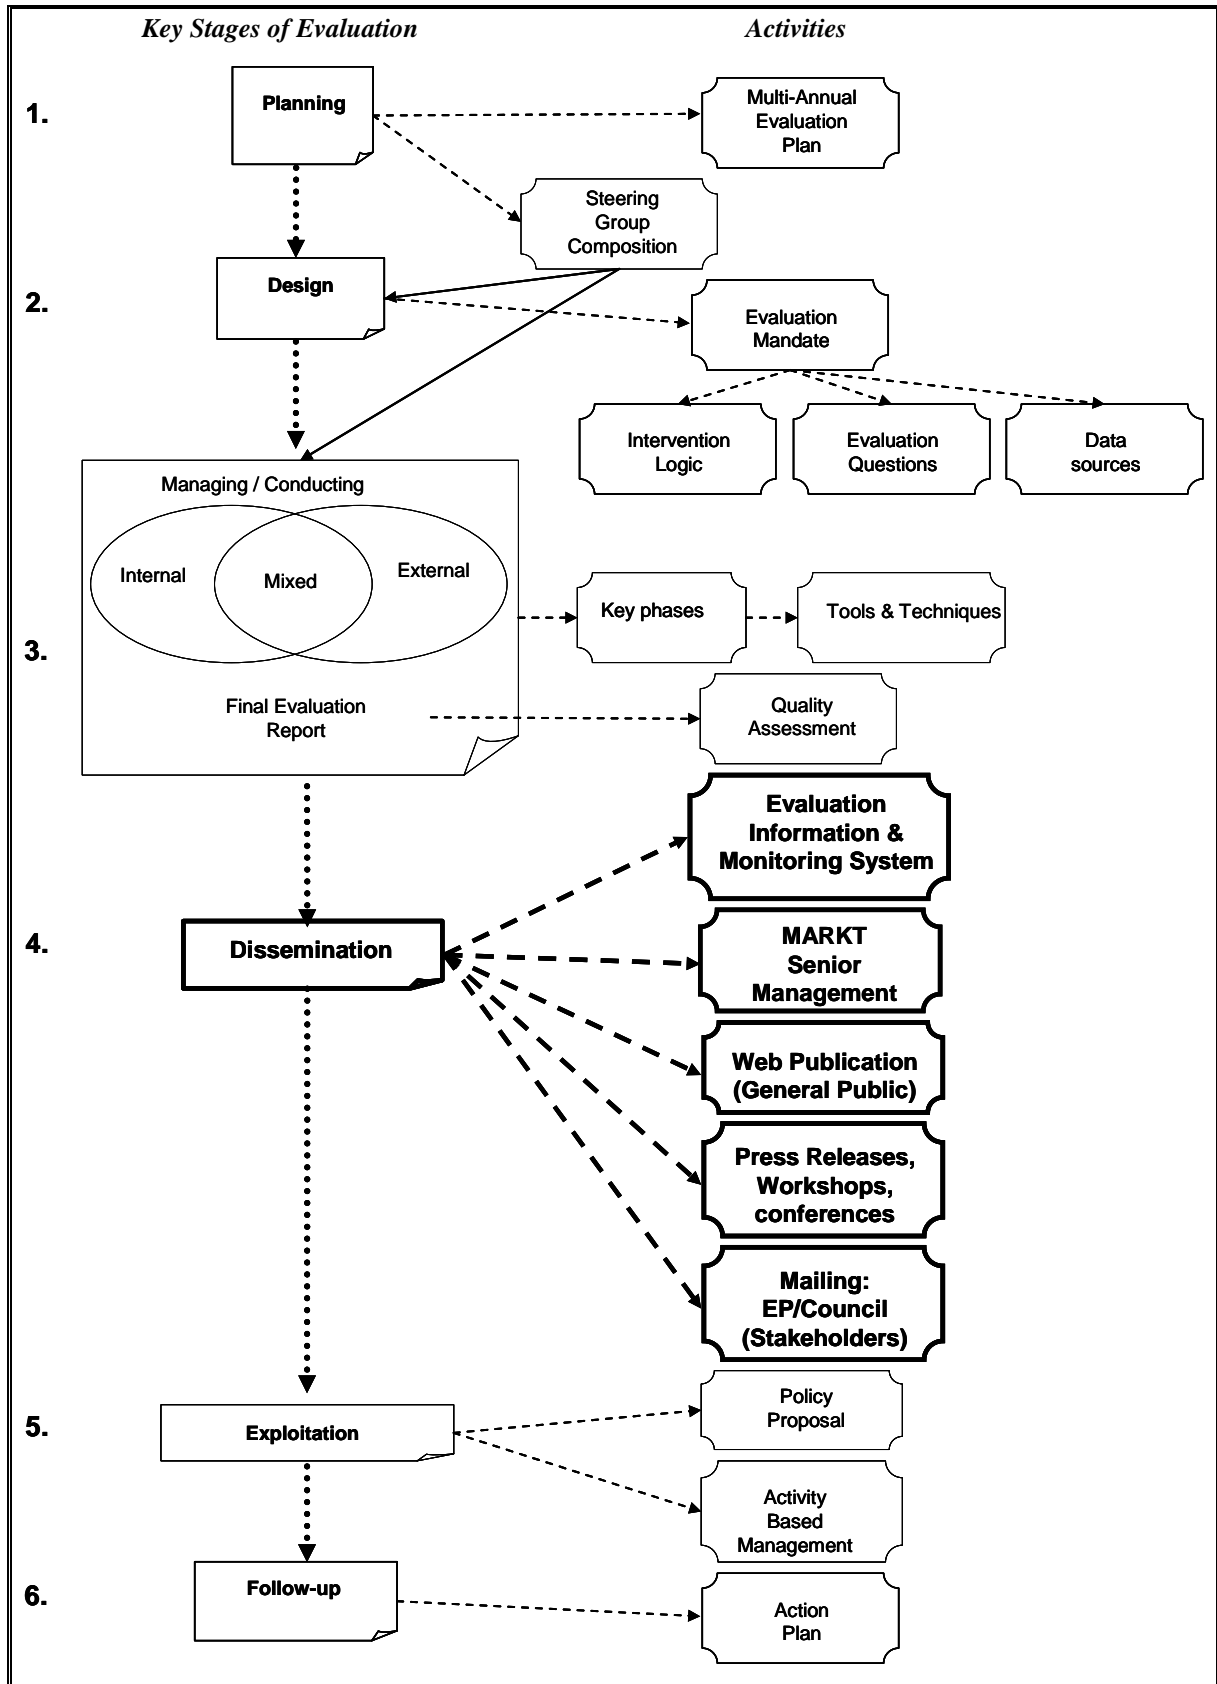 Key Stages of Evaluation
Activities
1.
Planning
Multi-Annual
Evaluation
Plan
Steering
Group
Composition
2.
Design
Evaluation
Mandate
Intervention
Logic
Evaluation
Questions
Data
sources
3.
Managing / Conducting
Internal
Mixed
External
Key phases
Tools & Techniques
Final Evaluation
Report
Quality
Assessment
4.
Dissemination
Evaluation
Information &
Monitoring System
MARKT
Senior
Management
Web Publication
(General Public)
Press Releases,
Workshops,
conferences
Mailing:
EP/Council
(Stakeholders)
5.
Exploitation
Policy
Proposal
Activity
Based
Management
6.
Follow-up
Action
Plan